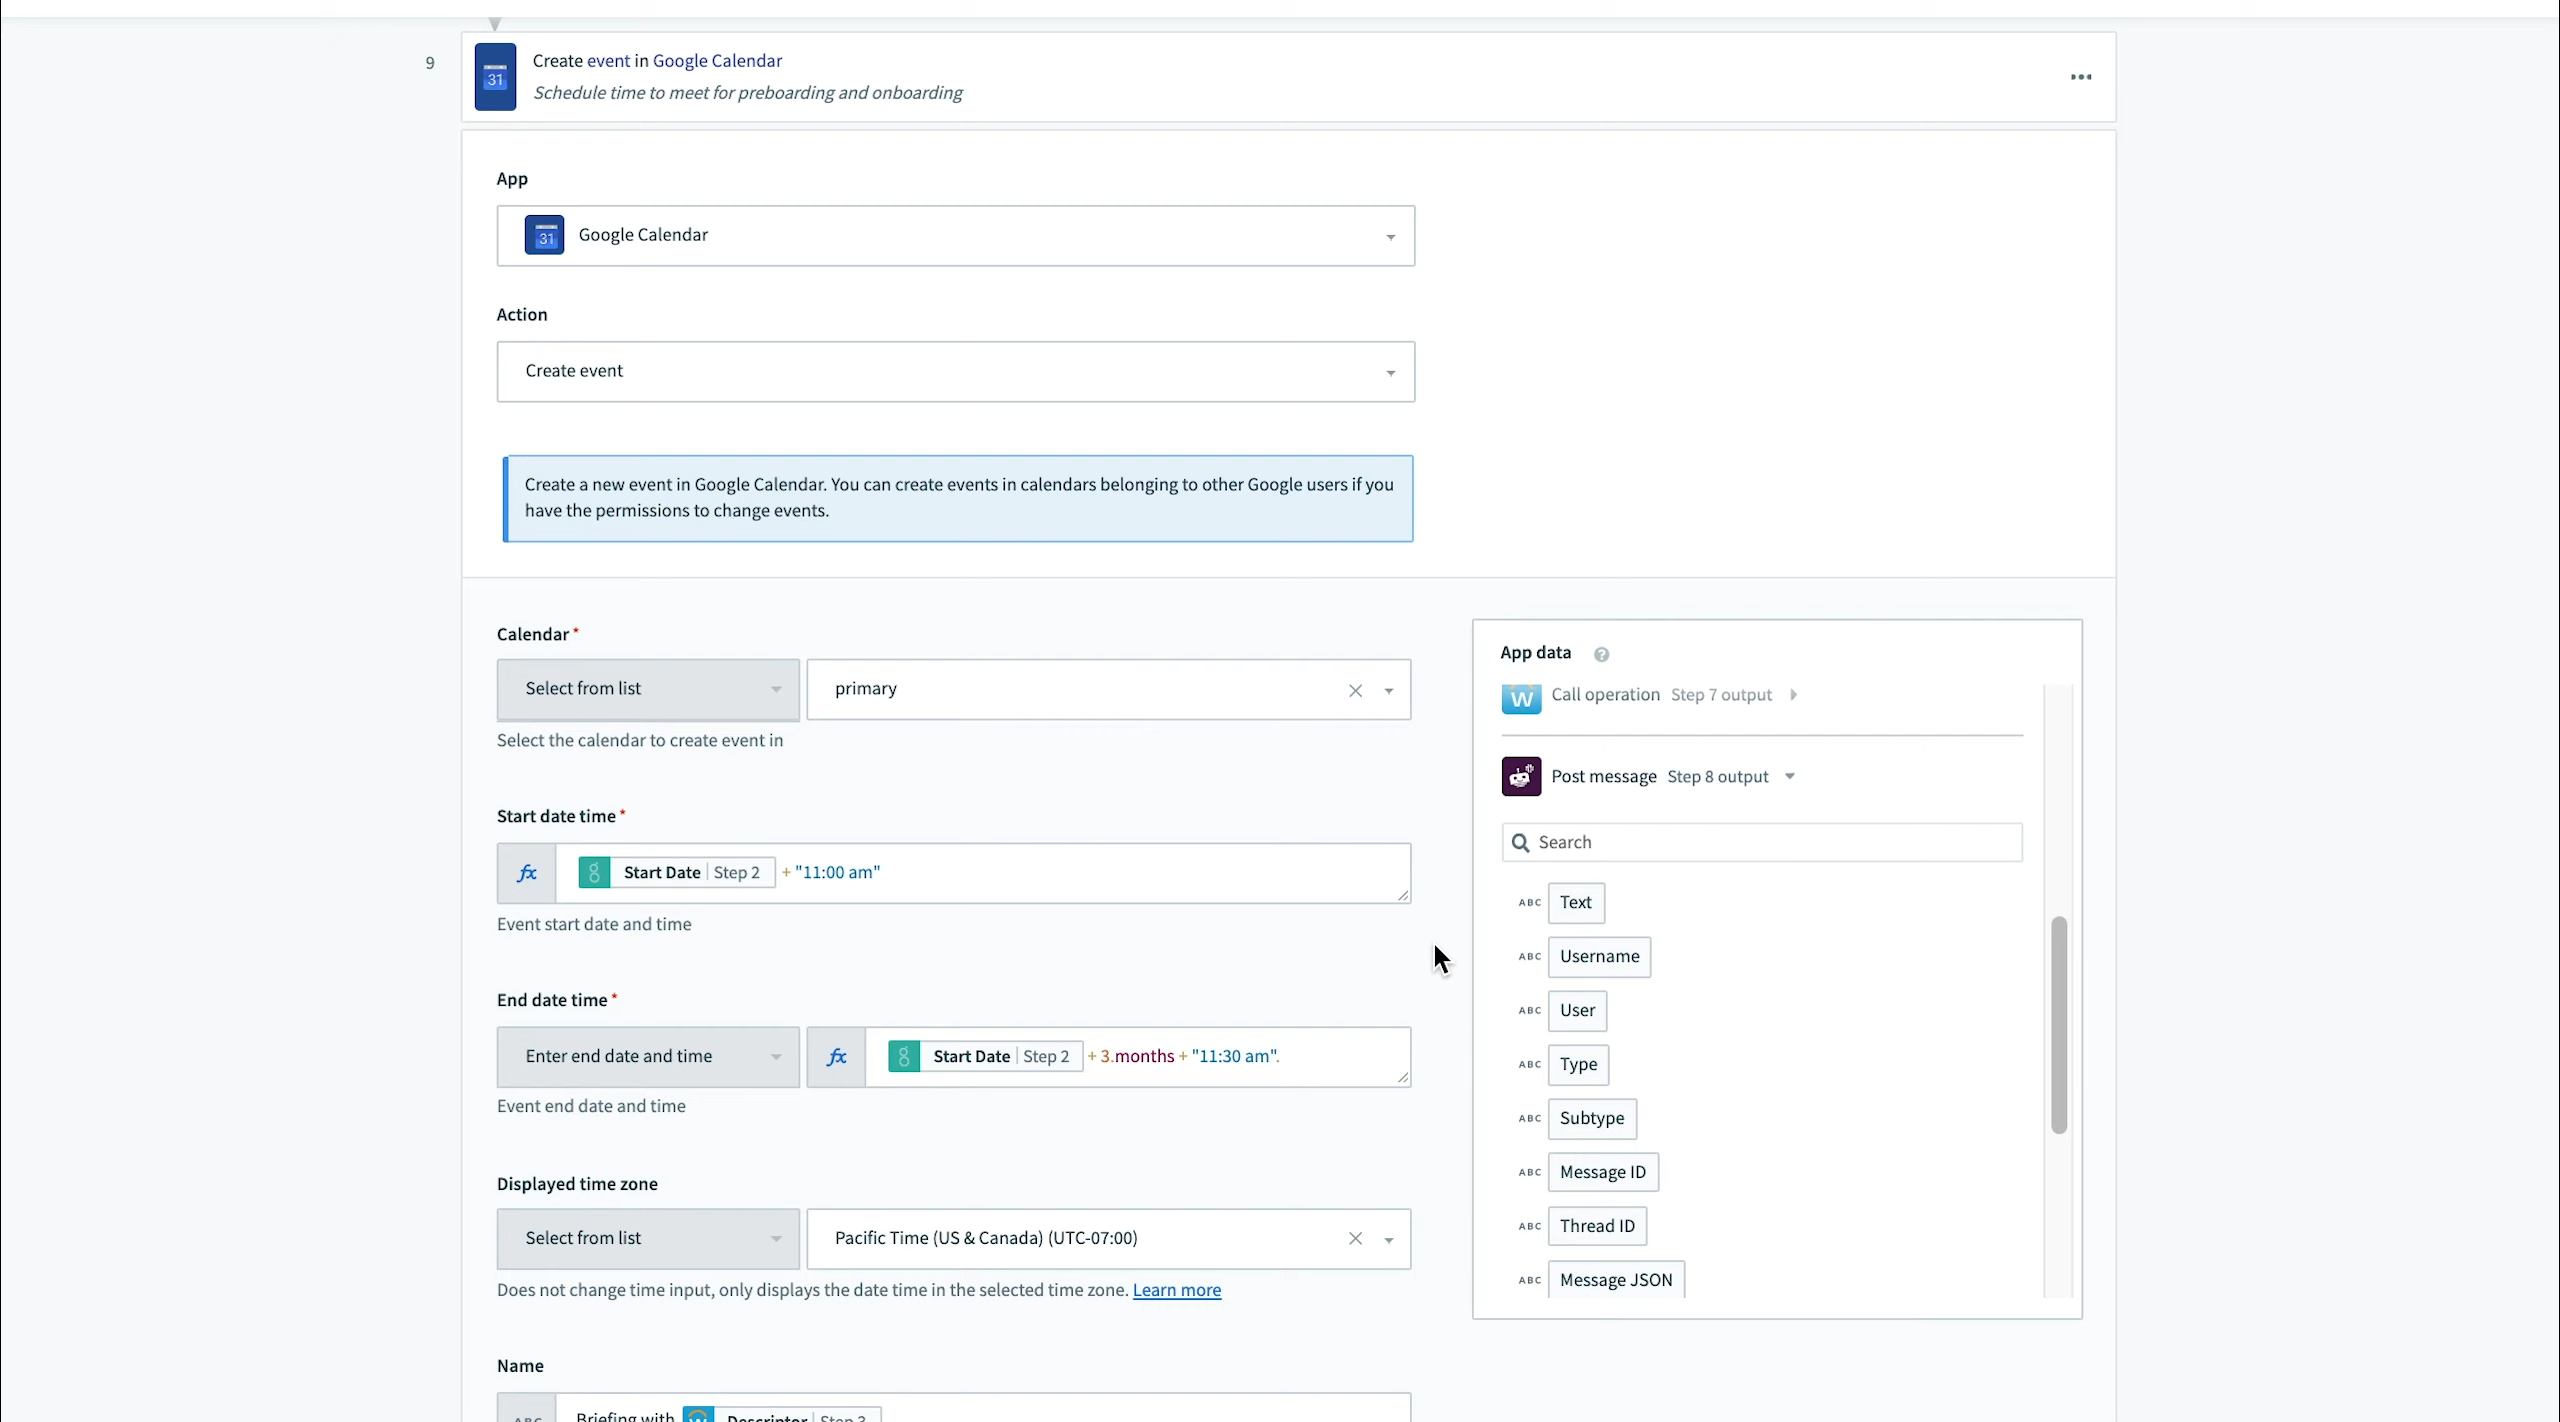 9
31
Create event in Google Calendar
Schedule time to meet for preboarding and onboarding
App
31
Google Calendar
Action
Create event
Create a new event in Google Calendar. You can create events in calendars belonging to other Google users if you
have the permissions to change events.
Calendar*
Select from list
primary
Select the calendar to create event in
Start date time*
fx
Start Date | Step 2 + "11:00 am"
Event start date and time
End date time*
Enter end date and time
fx
Start Date | Step 2 + 3.months + "11:30 am".
Event end date and time
Displayed time zone
Select from list
Pacific Time (US & Canada) (UTC-07:00)
Does not change time input, only displays the date time in the selected time zone. Learn more
Name
ABC
Briefing with Descriptor | Step 3
App data ?
W Call operation Step 7 output
Post message Step 8 output
Search
ABC Text
ABC Username
ABC User
ABC Type
ABC Subtype
ABC Message ID
ABC Thread ID
ABC Message JSON